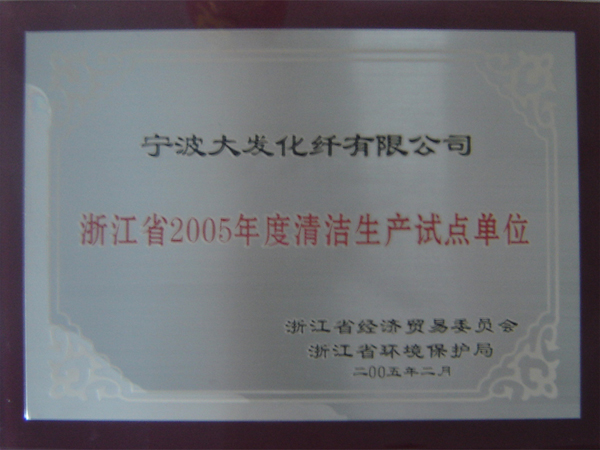 宁波大发化纤有限公司
浙江省2005年度清洁生产试点单位
浙江省经济贸易委员会
浙江省环境保护局
二00五年二月